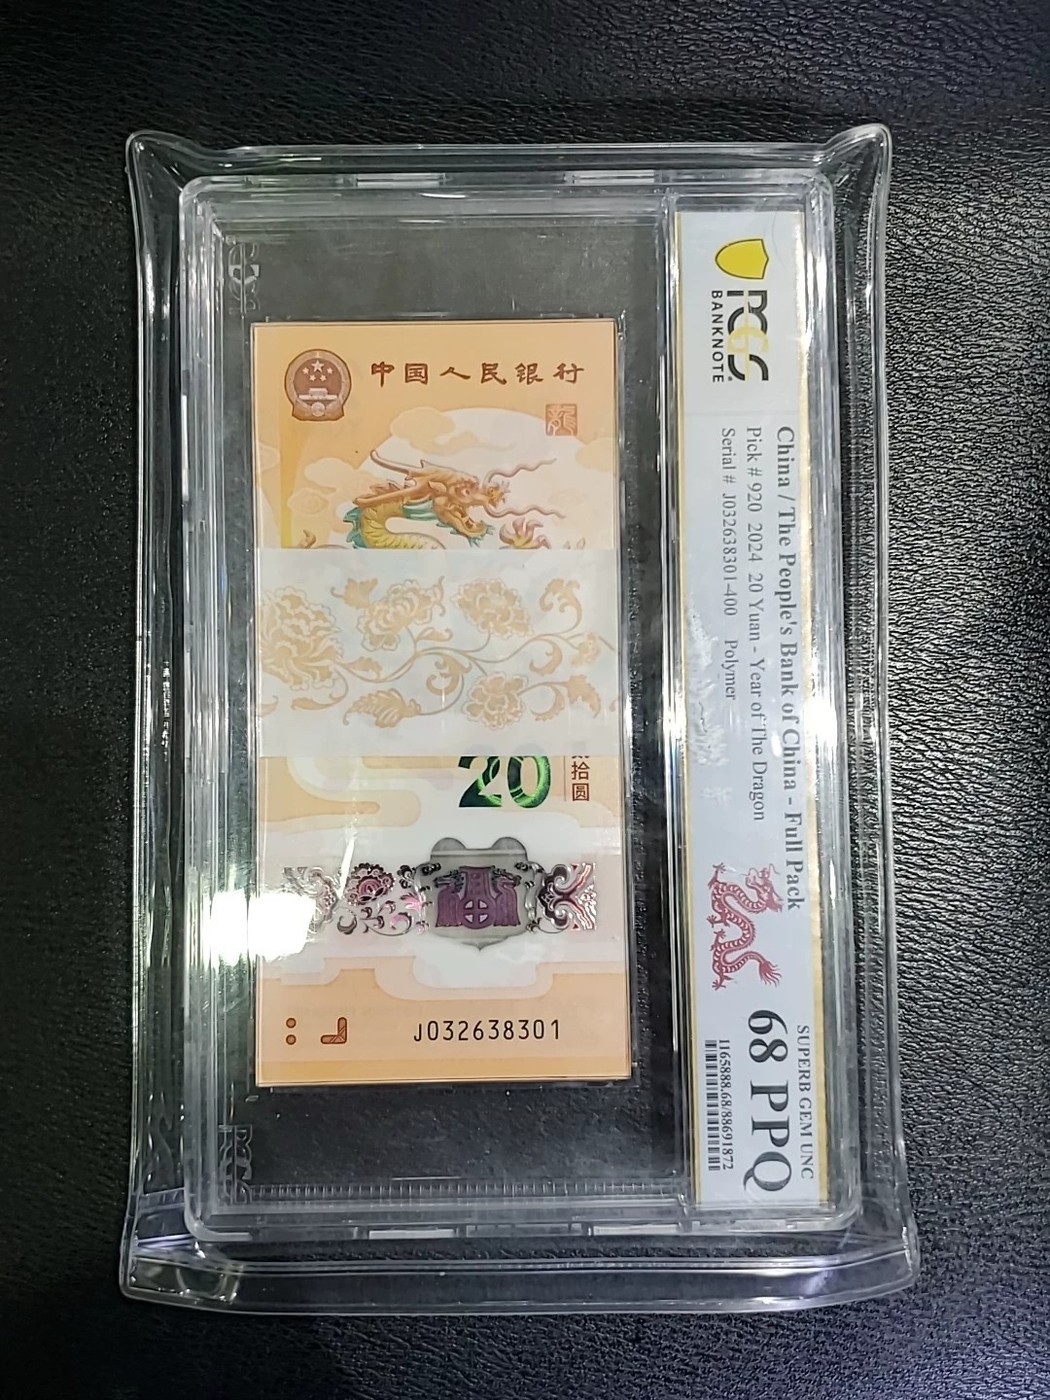 中国人民银行
龍
20
拾圆
J032638301
PCGS
BANKNOTE
China / The People's Bank of China - Full Pack
Pick # 920 2024 20 Yuan - Year of The Dragon
Serial # J032638301-400 Polymer
SUPERB GEM UNC
68 PPQ
1165888.68/88691872